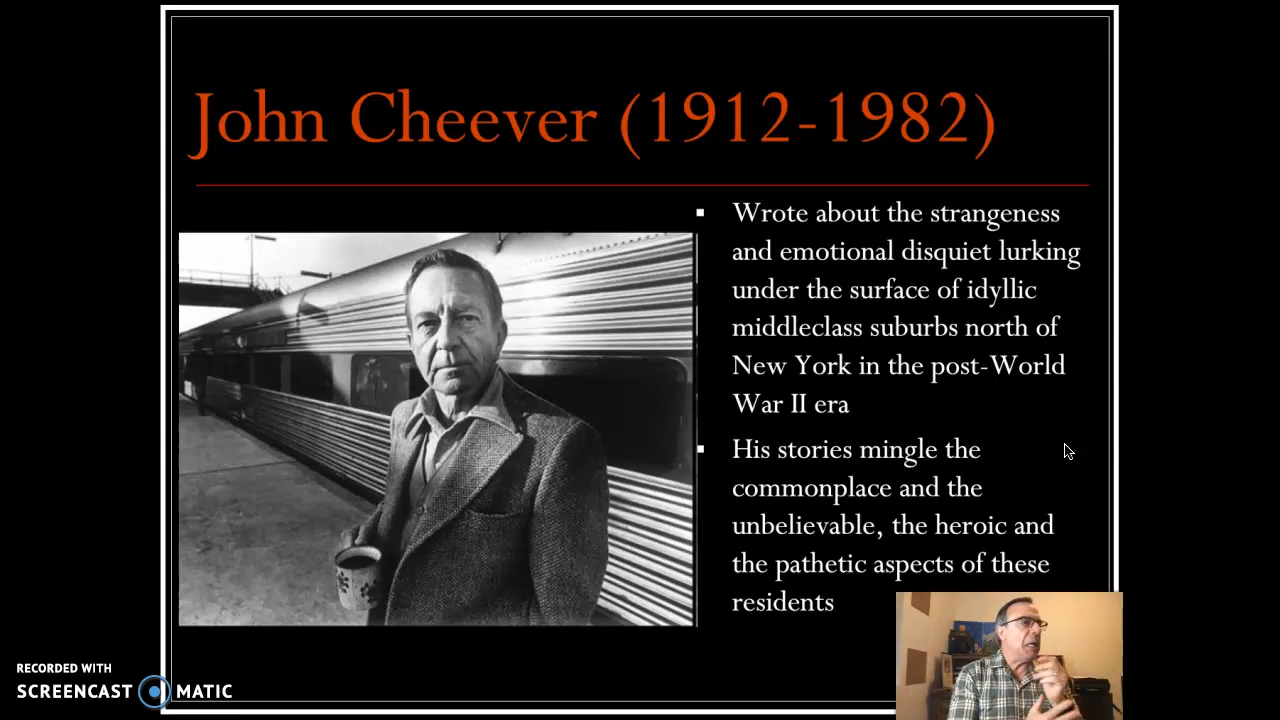 John Cheever (1912-1982)
Wrote about the strangeness
and emotional disquiet lurking
under the surface of idyllic
middleclass suburbs north of
New York in the post-World
War II era
His stories mingle the
commonplace and the
unbelievable, the heroic and
the pathetic aspects of these
residents
RECORDED WITH
SCREENCAST MATIC